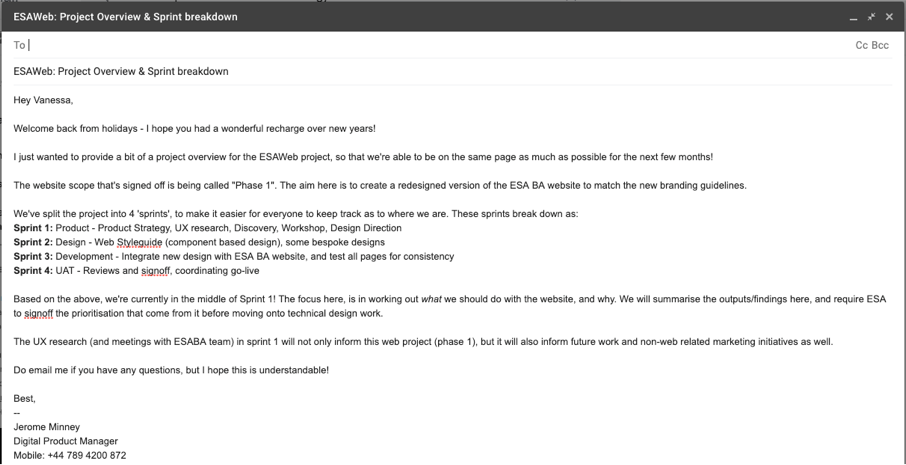 ESAWeb: Project Overview & Sprint breakdown
To
Cc Bcc
ESAWeb: Project Overview & Sprint breakdown
Hey Vanessa,
Welcome back from holidays - I hope you had a wonderful recharge over new years!
I just wanted to provide a bit of a project overview for the ESAWeb project, so that we're able to be on the same page as much as possible for the next few months!
The website scope that's signed off is being called "Phase 1". The aim here is to create a redesigned version of the ESA BA website to match the new branding guidelines.
We've split the project into 4 'sprints', to make it easier for everyone to keep track as to where we are. These sprints break down as:
Sprint 1: Product - Product Strategy, UX research, Discovery, Workshop, Design Direction
Sprint 2: Design - Web Styleguide (component based design), some bespoke designs
Sprint 3: Development - Integrate new design with ESA BA website, and test all pages for consistency
Sprint 4: UAT - Reviews and signoff, coordinating go-live
Based on the above, we're currently in the middle of Sprint 1! The focus here, is in working out what we should do with the website, and why. We will summarise the outputs/findings here, and require ESA
to signoff the prioritisation that come from it before moving onto technical design work.
The UX research (and meetings with ESABA team) in sprint 1 will not only inform this web project (phase 1), but it will also inform future work and non-web related marketing initiatives as well.
Do email me if you have any questions, but I hope this is understandable!
Best,
--
Jerome Minney
Digital Product Manager
Mobile: +44 789 4200 872